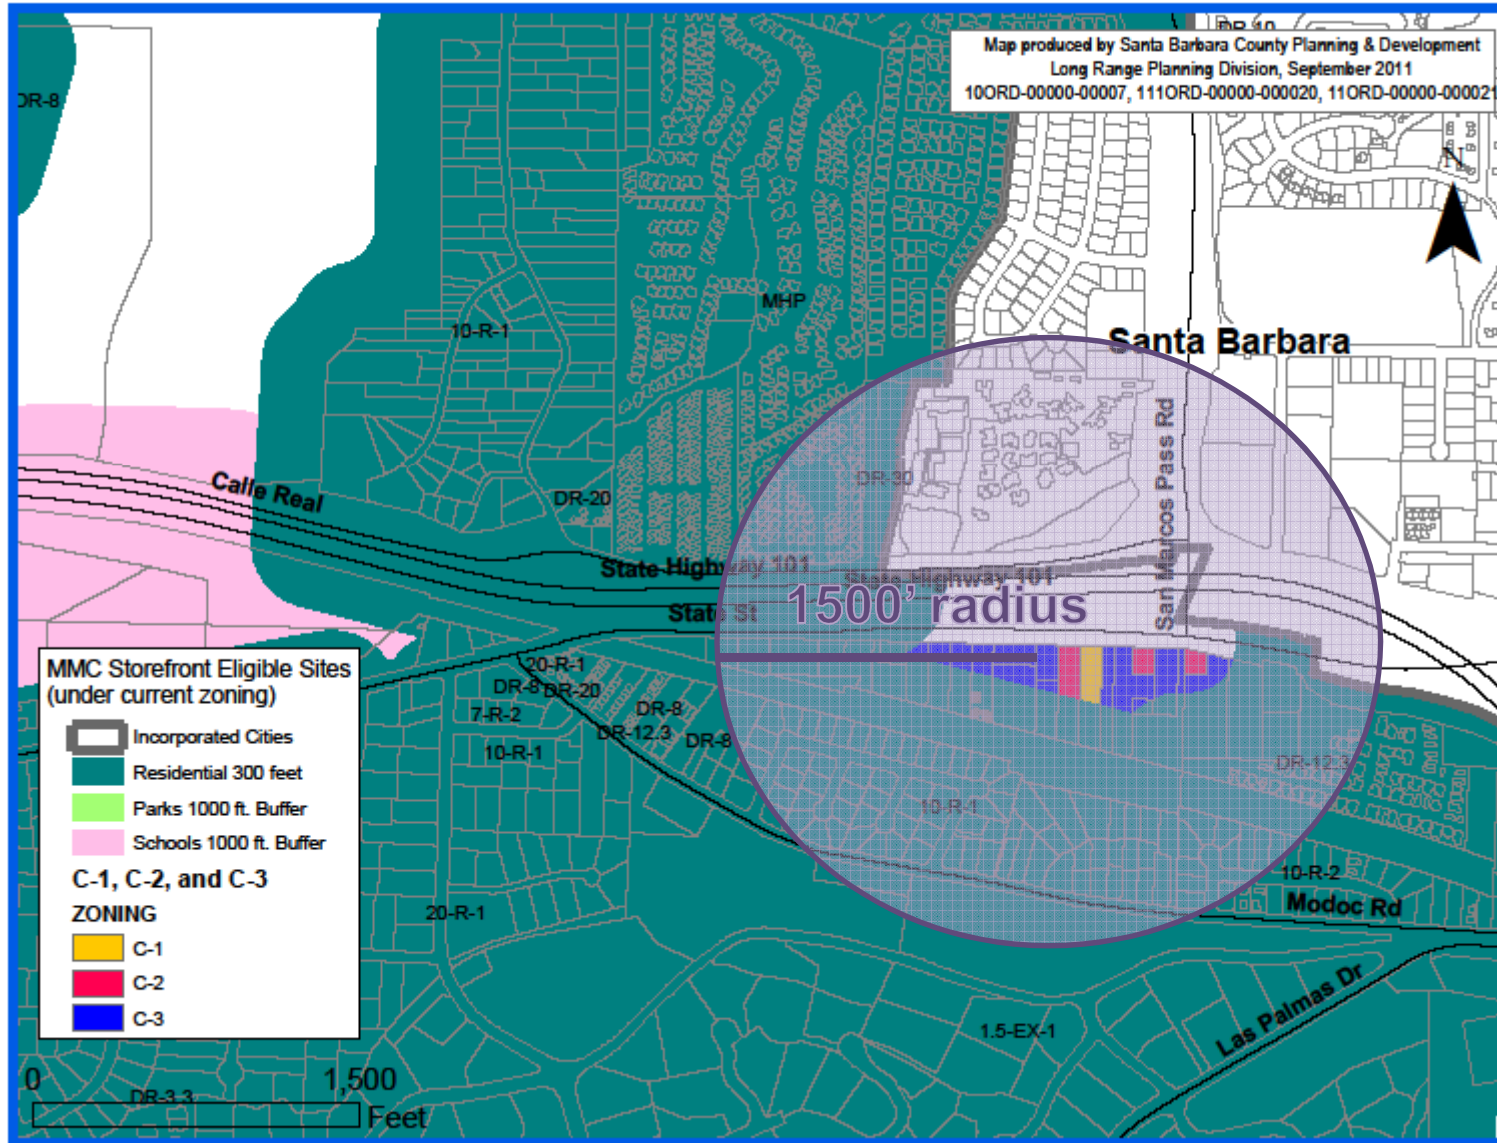 DR-10
Map produced by Santa Barbara County Planning & Development
Long Range Planning Division, September 2011
10ORD-00000-00007, 111ORD-00000-000020, 11ORD-00000-000021
DR-8
N
MHP
10-R-1
Santa Barbara
San Marcos Pass Rd
Calle Real
DR-20
DR-30
State Highway 101
State Highway 101
State St
1500' radius
20-R-1
DR-8
DR-20
7-R-2
DR-8
DR-12.3
DR-8
10-R-1
DR-12.3
10-R-1
10-R-2
Modoc Rd
20-R-1
1.5-EX-1
Las Palmas Dr
MMC Storefront Eligible Sites
(under current zoning)
Incorporated Cities
Residential 300 feet
Parks 1000 ft. Buffer
Schools 1000 ft. Buffer
C-1, C-2, and C-3
ZONING
C-1
C-2
C-3
0
1,500
Feet
DR-3.3